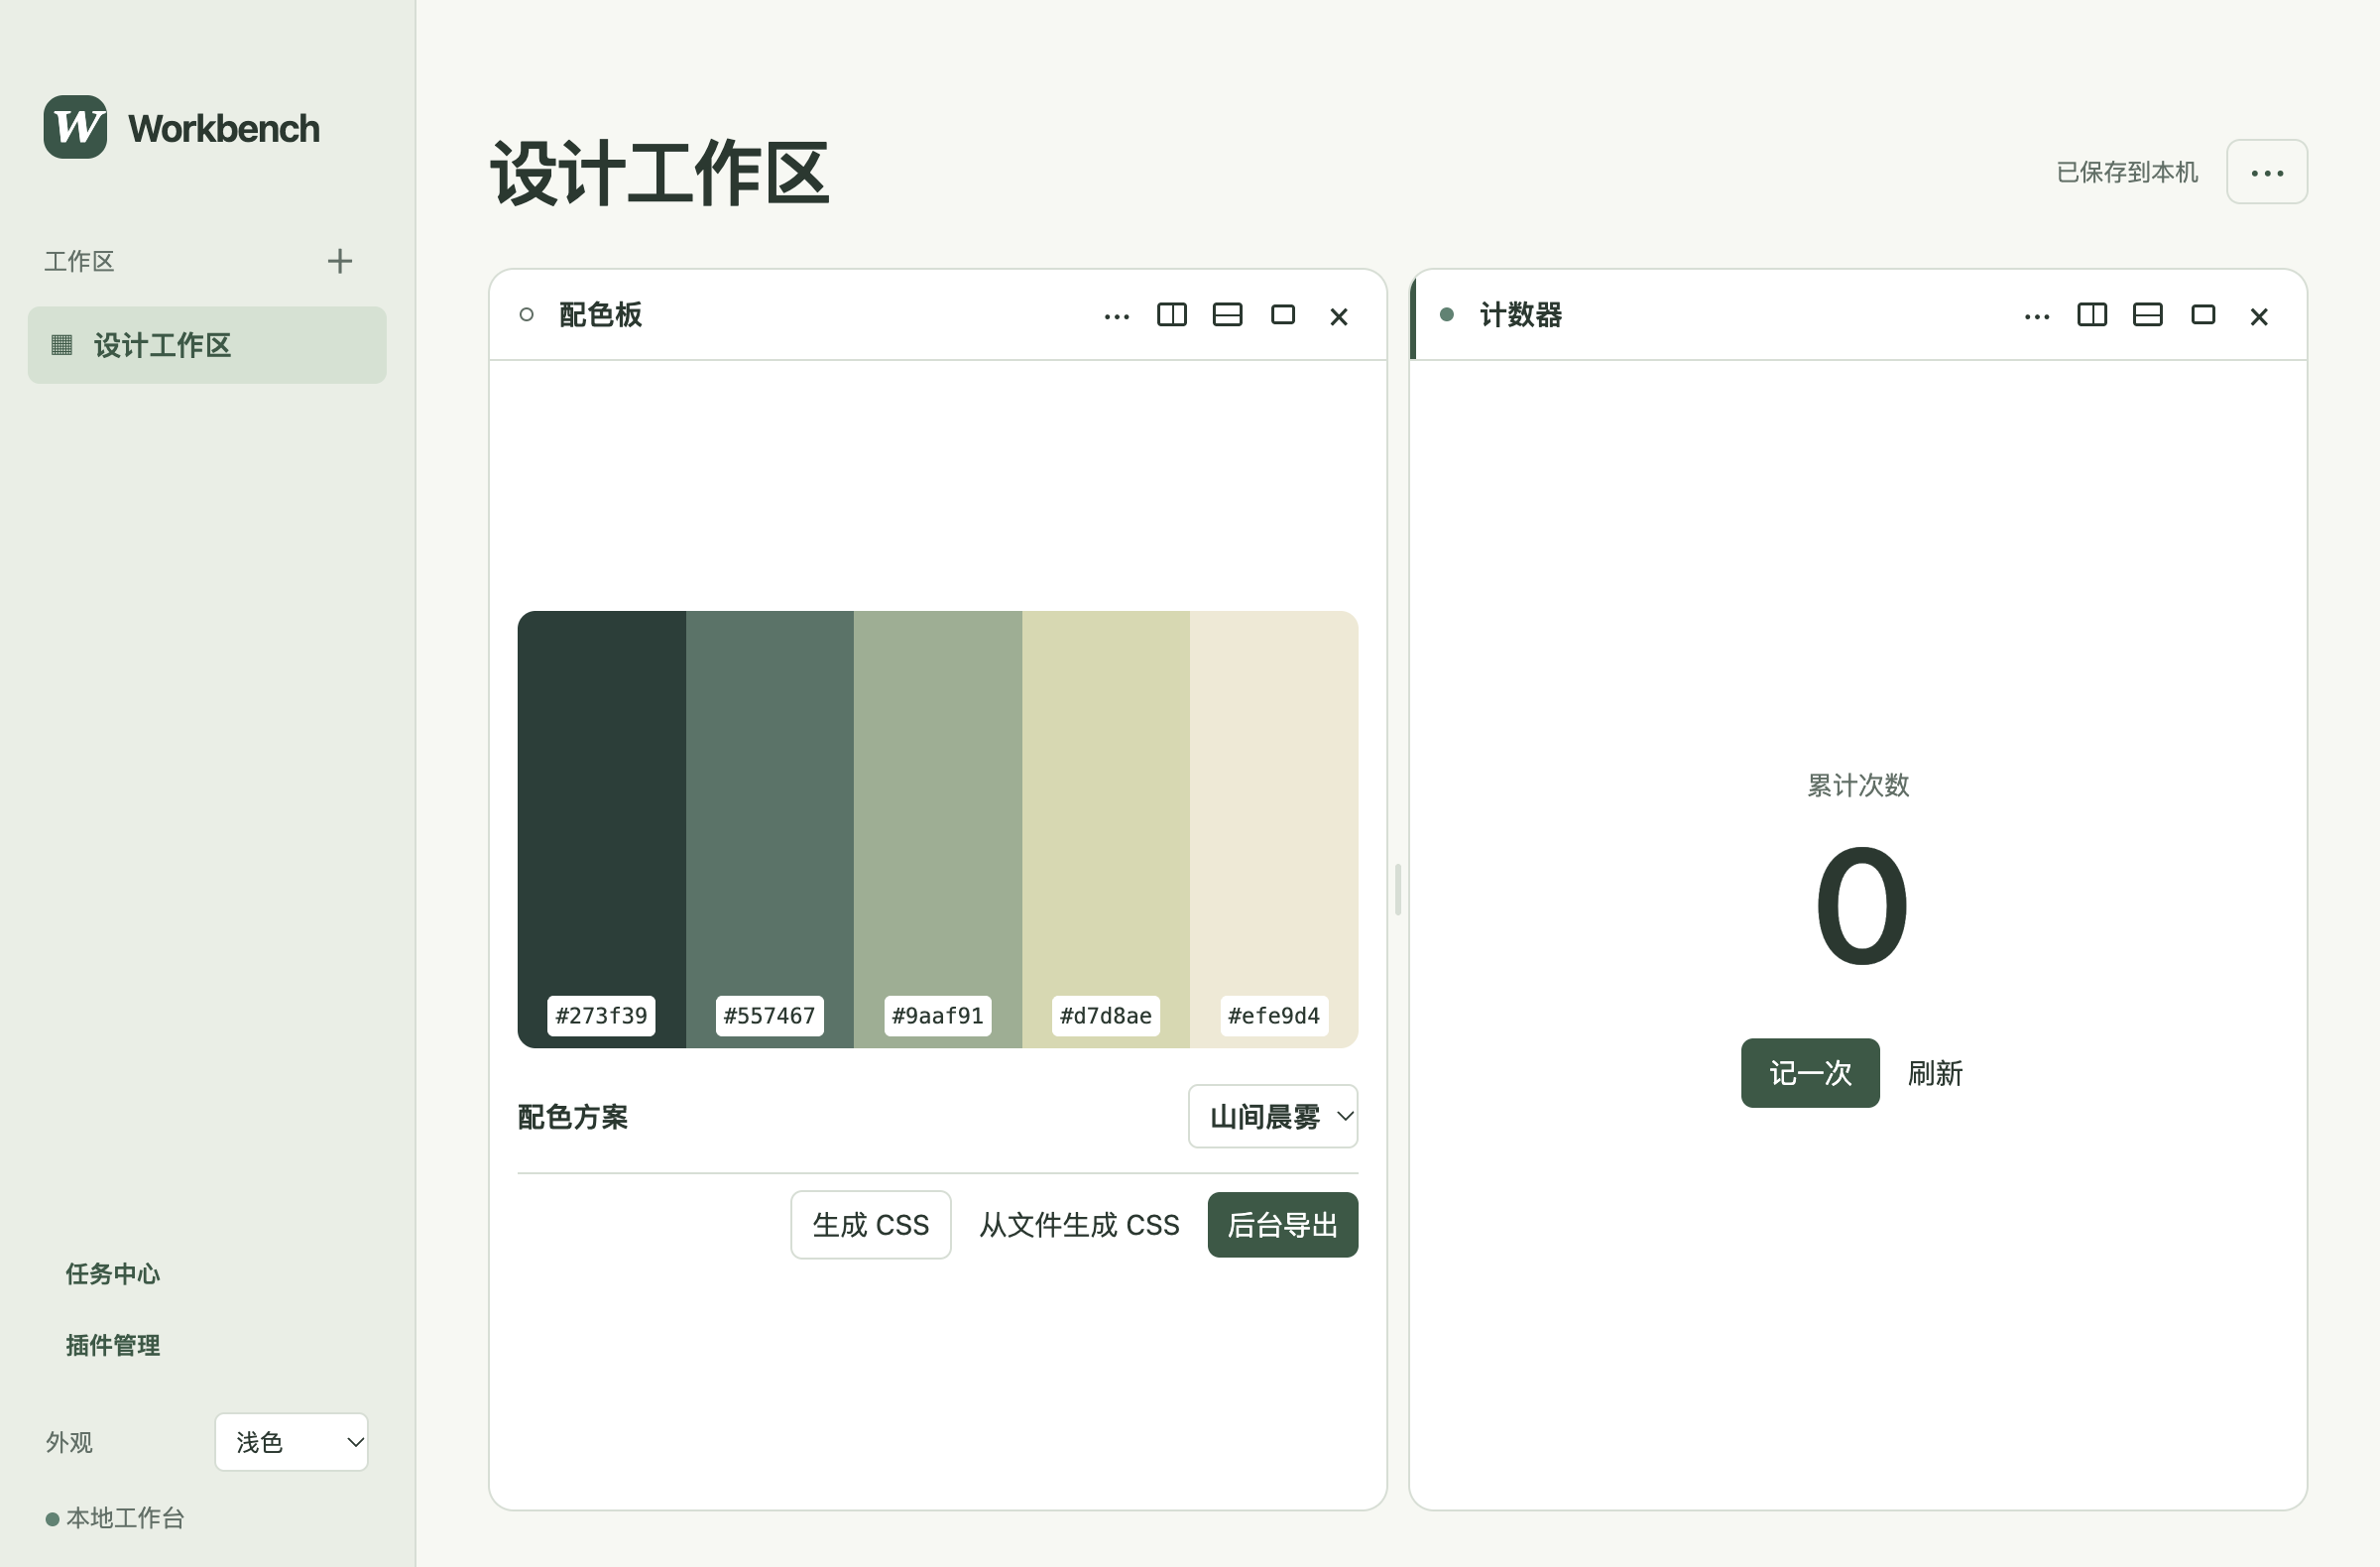 W Workbench
工作区 +
设计工作区
任务中心
插件管理
外观 浅色
本地工作台
设计工作区
已保存到本机 ...
配色板
#273f39 #557467 #9aaf91 #d7d8ae #efe9d4
配色方案 山间晨雾
生成 CSS 从文件生成 CSS 后台导出
计数器
累计次数
0
记一次 刷新